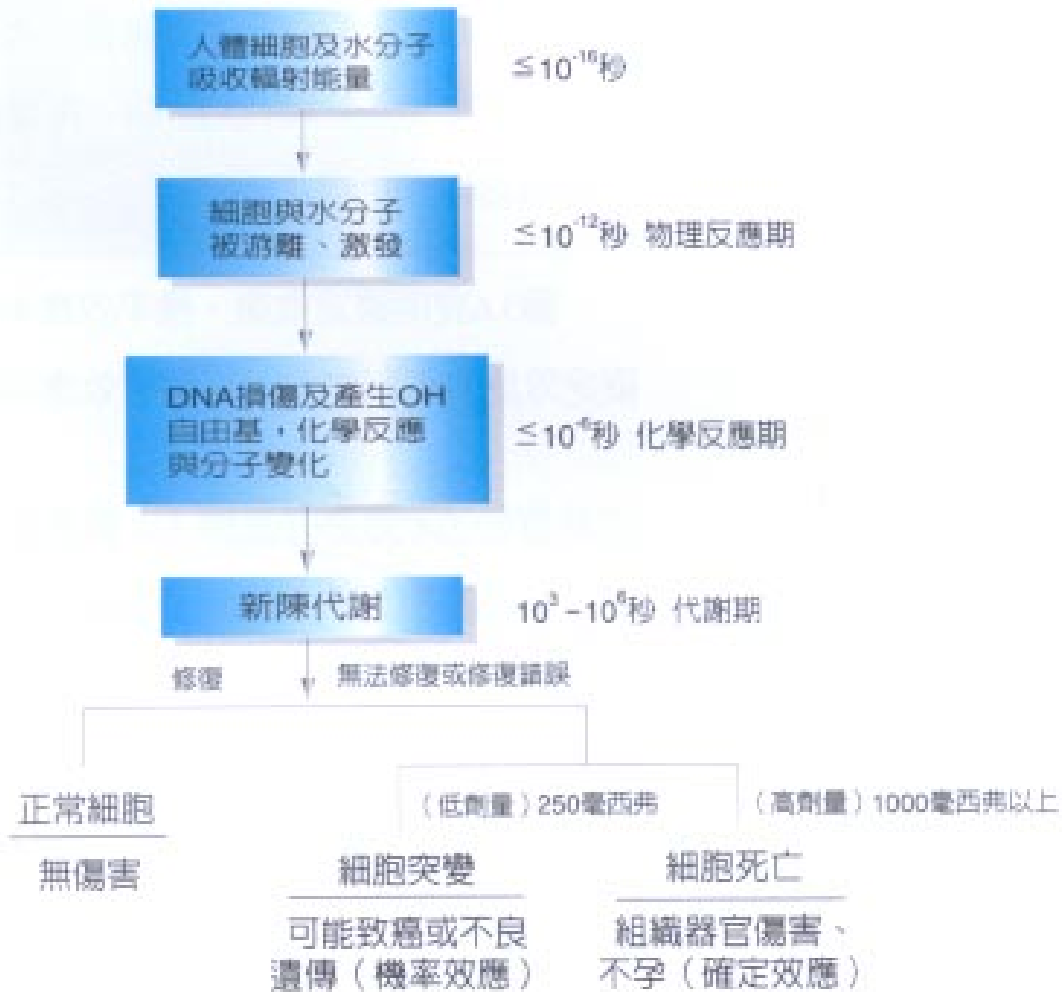 人體細胞及水分子
吸收輻射能量
≦10⁻¹⁶秒
細胞與水分子
被游離、激發
≦10⁻¹²秒 物理反應期
DNA損傷及產生OH
自由基，化學反應
與分子變化
≦10⁻⁶秒 化學反應期
新陳代謝
10³－10⁶秒 代謝期
修復
無法修復或修復錯誤
正常細胞
無傷害
（低劑量）250毫西弗
細胞突變
可能致癌或不良
遺傳（機率效應）
（高劑量）1000毫西弗以上
細胞死亡
組織器官傷害、
不孕（確定效應）